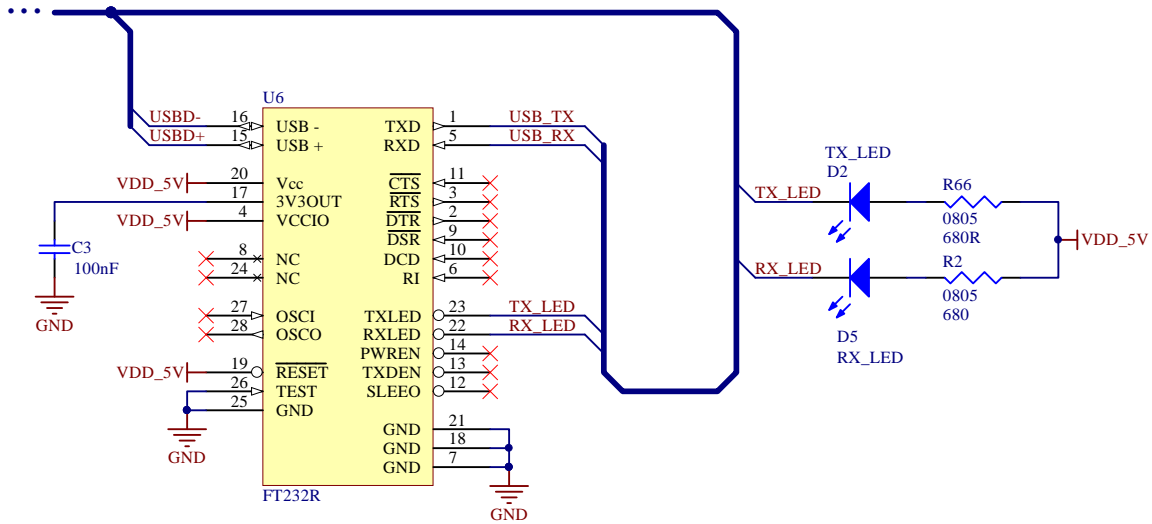 U6
USBD- 16 USB - TXD 1 USB_TX
USBD+ 15 USB + RXD 5 USB_RX
VDD_5V 20 Vcc CTS 11
17 3V3OUT RTS 3
VDD_5V 4 VCCIO DTR 2
DSR 9
8 NC DCD 10
24 NC RI 6
C3
100nF
GND
27 OSCI TXLED 23 TX_LED
28 OSCO RXLED 22 RX_LED
PWREN 14
VDD_5V 19 RESET TXDEN 13
26 TEST SLEEO 12
25 GND
GND
GND 21
GND 18
GND 7
GND
FT232R
TX_LED
D2
TX_LED
R66
0805
680R
VDD_5V
RX_LED
R2
0805
680
D5
RX_LED